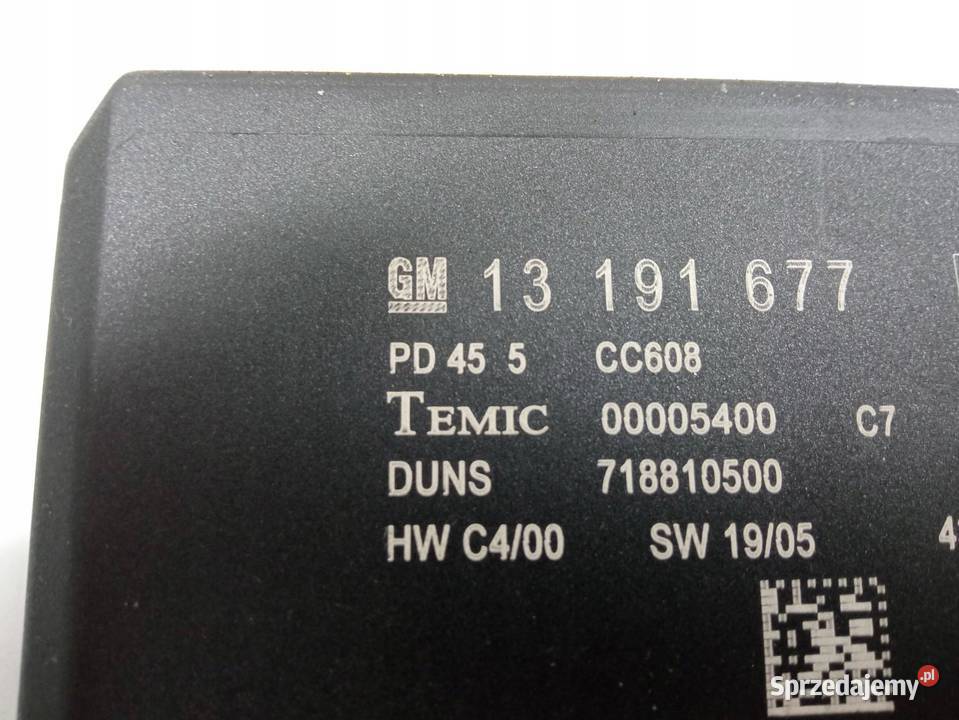 GM 13 191 677
PD 45 5 CC608
TEMIC 00005400 C7
DUNS 718810500
HW C4/00 SW 19/05
Sprzedajemy.pl